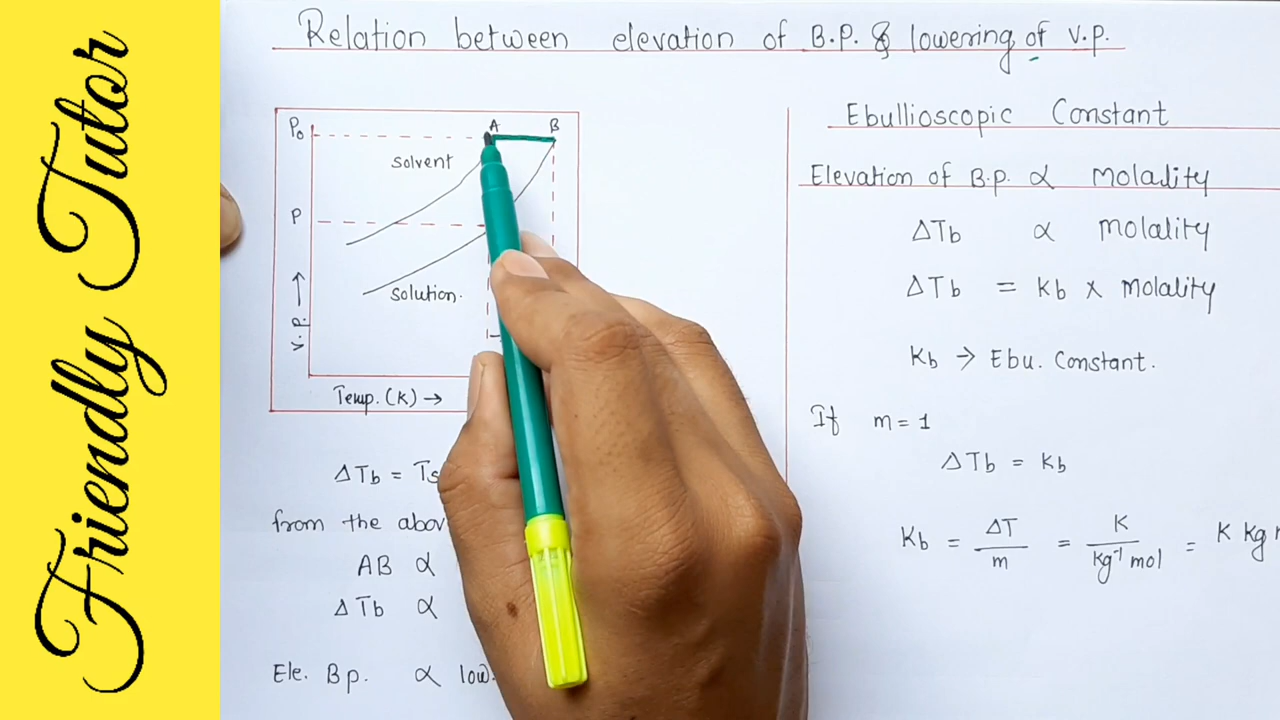 Friendly Tutor
Relation between elevation of B.P. & lowering of V.P.
P₀
A
B
solvent
P
solution.
V.P.
Temp. (K) →
ΔTb =
from the
AB ∝
ΔTb ∝
Ele. Bp. ∝ low.
Ebullioscopic Constant
Elevation of B.P. ∝ Molality
ΔTb ∝ Molality
ΔTb = Kb × Molality
Kb → Ebu. Constant.
If m = 1
ΔTb = Kb
Kb = ΔT/m = K/Kg⁻¹ mol = K Kg